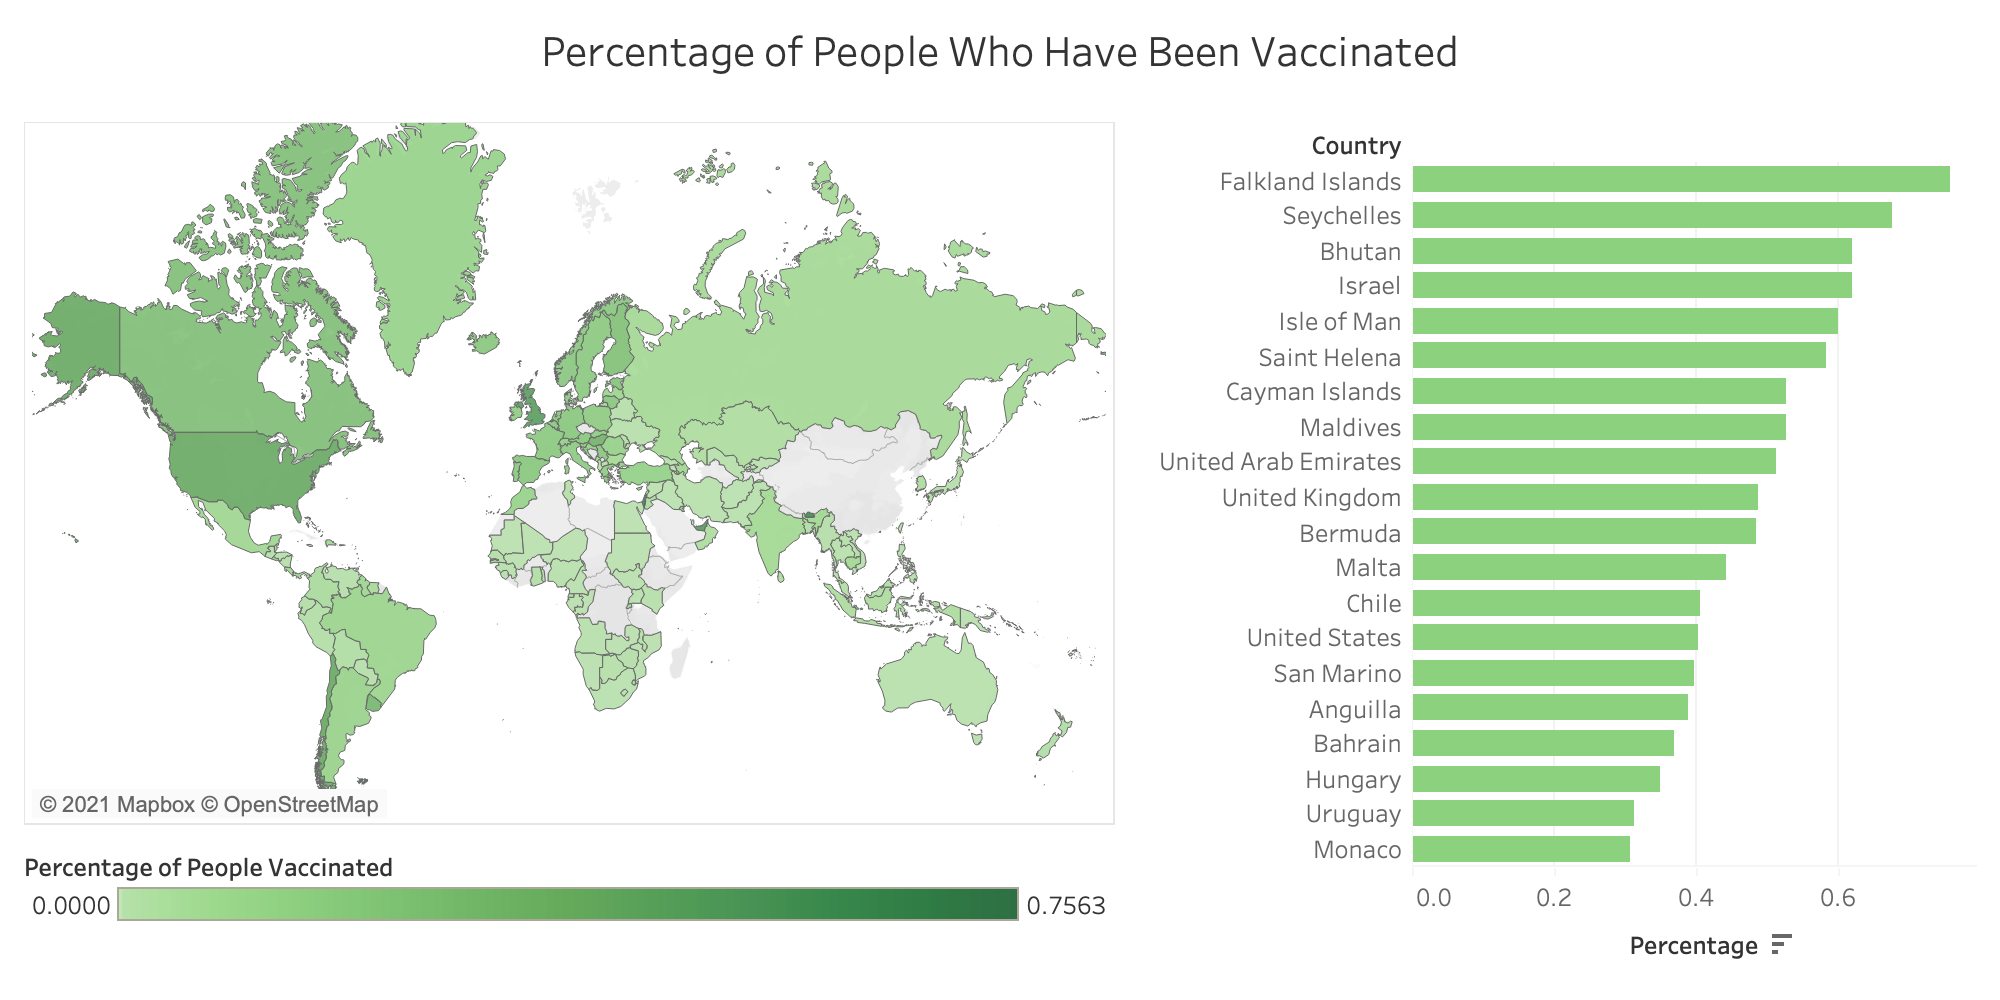 Percentage of People Who Have Been Vaccinated
© 2021 Mapbox © OpenStreetMap
Percentage of People Vaccinated
0.0000
0.7563
Country
Falkland Islands
Seychelles
Bhutan
Israel
Isle of Man
Saint Helena
Cayman Islands
Maldives
United Arab Emirates
United Kingdom
Bermuda
Malta
Chile
United States
San Marino
Anguilla
Bahrain
Hungary
Uruguay
Monaco
0.0 0.2 0.4 0.6
Percentage